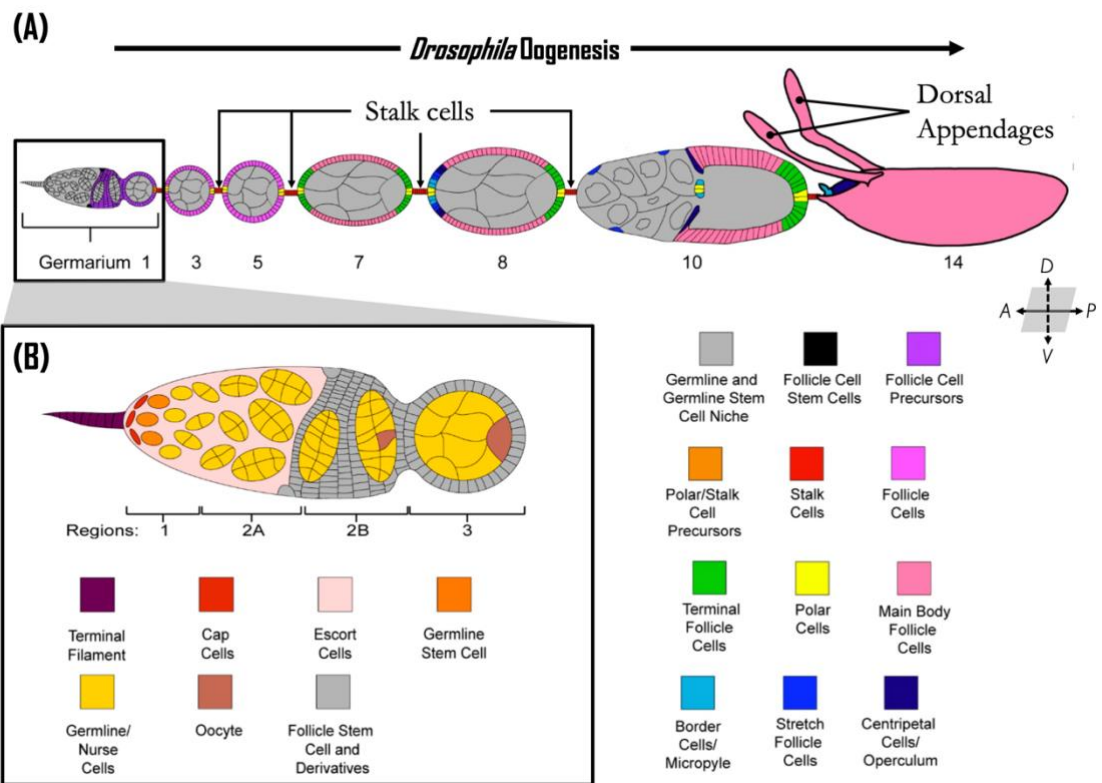 (A)
Drosophila Oogenesis
Stalk cells
Dorsal
Appendages
Germarium 1 3 5 7 8 10 14
D
A P
V
(B)
Regions: 1 2A 2B 3
Terminal
Filament
Cap
Cells
Escort
Cells
Germline
Stem Cell
Germline/
Nurse
Cells
Oocyte
Follicle Stem
Cell and
Derivatives
Germline and
Germline Stem
Cell Niche
Follicle Cell
Stem Cells
Follicle Cell
Precursors
Polar/Stalk
Cell
Precursors
Stalk
Cells
Follicle
Cells
Terminal
Follicle
Cells
Polar
Cells
Main Body
Follicle
Cells
Border
Cells/
Micropyle
Stretch
Follicle
Cells
Centripetal
Cells/
Operculum